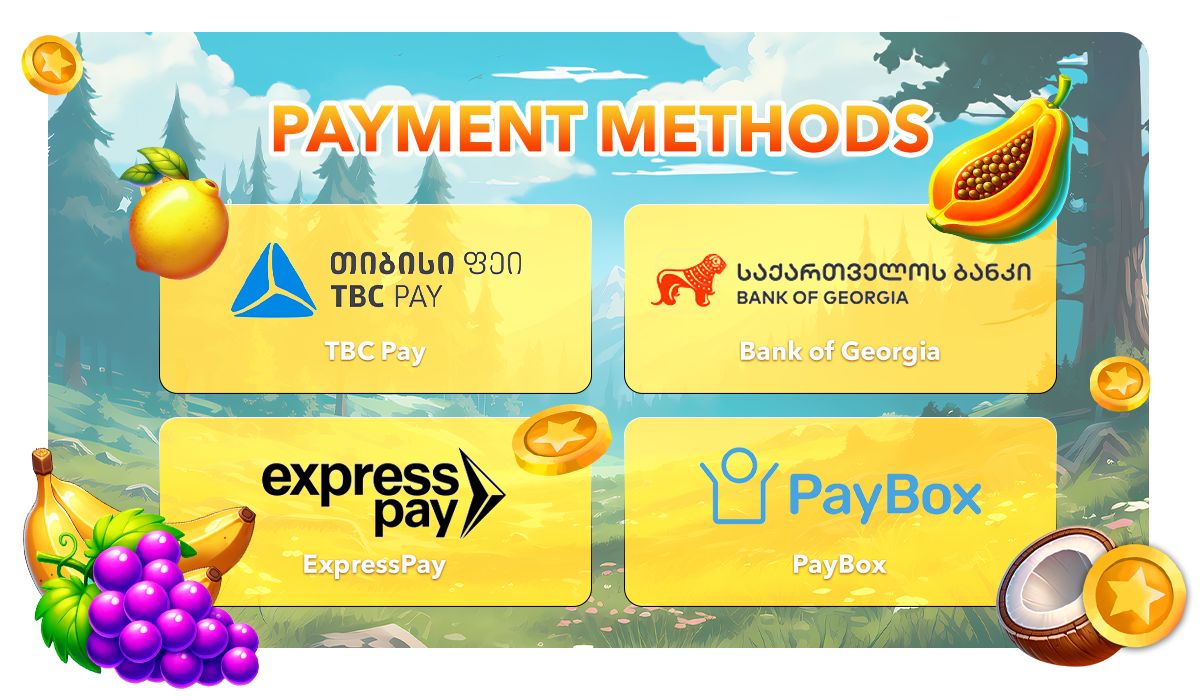 PAYMENT METHODS
თიბისი ფეი
TBC PAY
TBC Pay
საქართველოს ბანკი
BANK OF GEORGIA
Bank of Georgia
express
pay
ExpressPay
PayBox
PayBox